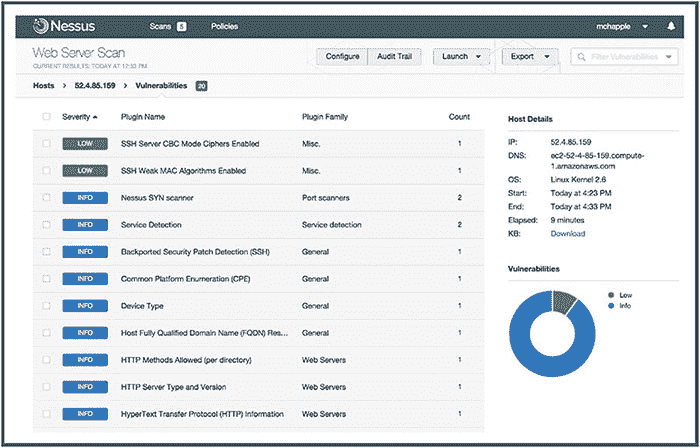 Nessus Scans 5 Policies mchapple
Web Server Scan Configure Audit Trail Launch Export Filter Vulnerabilities
CURRENT RESULTS: TODAY AT 12:33 PM
Hosts > 52.4.85.159 > Vulnerabilities 20
Severity Plugin Name Plugin Family Count
LOW SSH Server CBC Mode Ciphers Enabled Misc. 1
LOW SSH Weak MAC Algorithms Enabled Misc. 1
INFO Nessus SYN scanner Port scanners 2
INFO Service Detection Service detection 2
INFO Backported Security Patch Detection (SSH) General 1
INFO Common Platform Enumeration (CPE) General 1
INFO Device Type General 1
INFO Host Fully Qualified Domain Name (FQDN) Res... General 1
INFO HTTP Methods Allowed (per directory) Web Servers 1
INFO HTTP Server Type and Version Web Servers 1
INFO HyperText Transfer Protocol (HTTP) Information Web Servers 1
Host Details
IP: 52.4.85.159
DNS: ec2-52-4-85-159.compute-
1.amazonaws.com
OS: Linux Kernel 2.6
Start: Today at 4:23 PM
End: Today at 4:33 PM
Elapsed: 9 minutes
KB: Download
Vulnerabilities
Low
Info